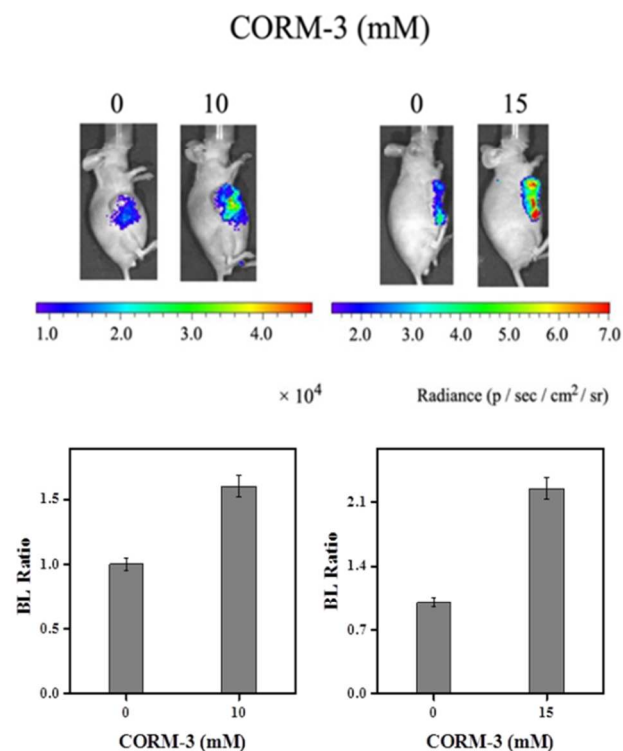 CORM-3 (mM)
0 10 0 15
1.0 2.0 3.0 4.0 2.0 3.0 4.0 5.0 6.0 7.0
× 10⁴ Radiance (p / sec / cm² / sr)
BL Ratio
1.5
1.0
0.5
0.0
0 10
CORM-3 (mM)
BL Ratio
2.1
1.4
0.7
0.0
0 15
CORM-3 (mM)